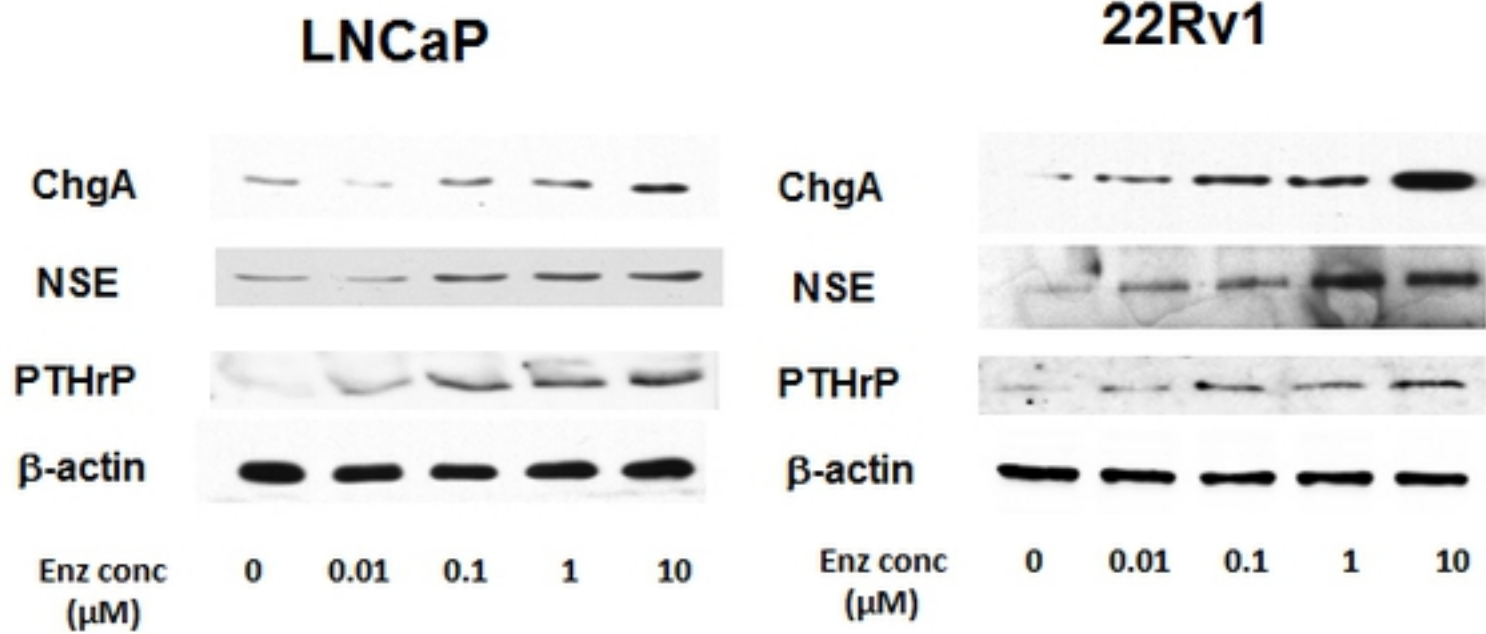 LNCaP
ChgA
NSE
PTHrP
β-actin
Enz conc 0 0.01 0.1 1 10
(μM)
22Rv1
ChgA
NSE
PTHrP
β-actin
Enz conc 0 0.01 0.1 1 10
(μM)